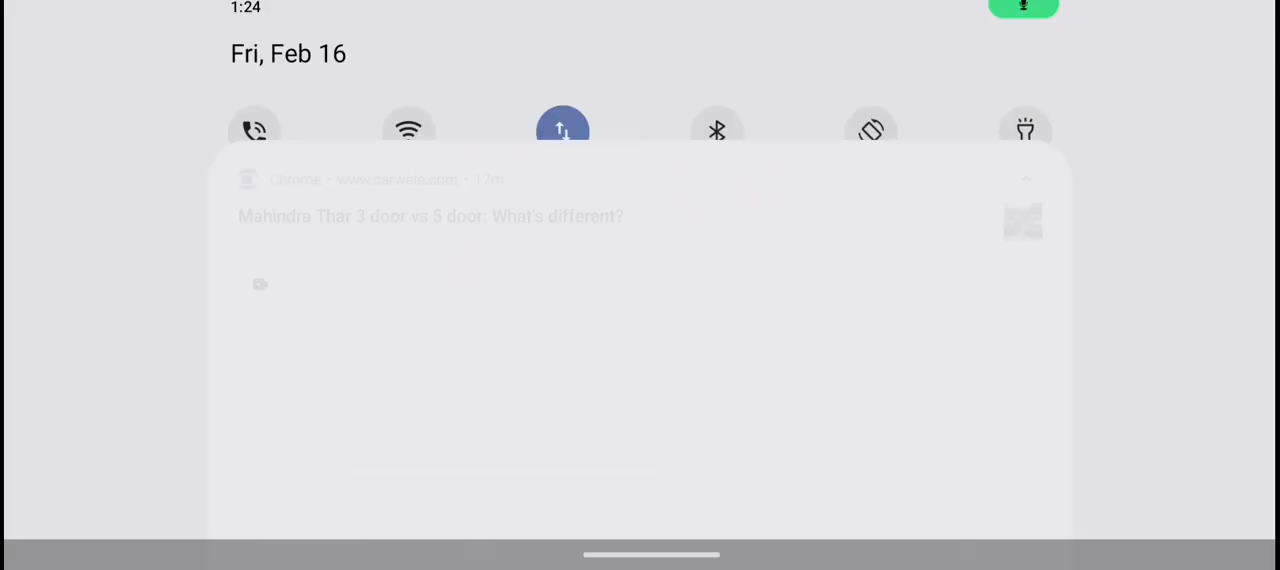 1:24
Fri, Feb 16
Chrome • www.carwale.com • 17m
Mahindra Thar 3 door vs 5 door: What's different?